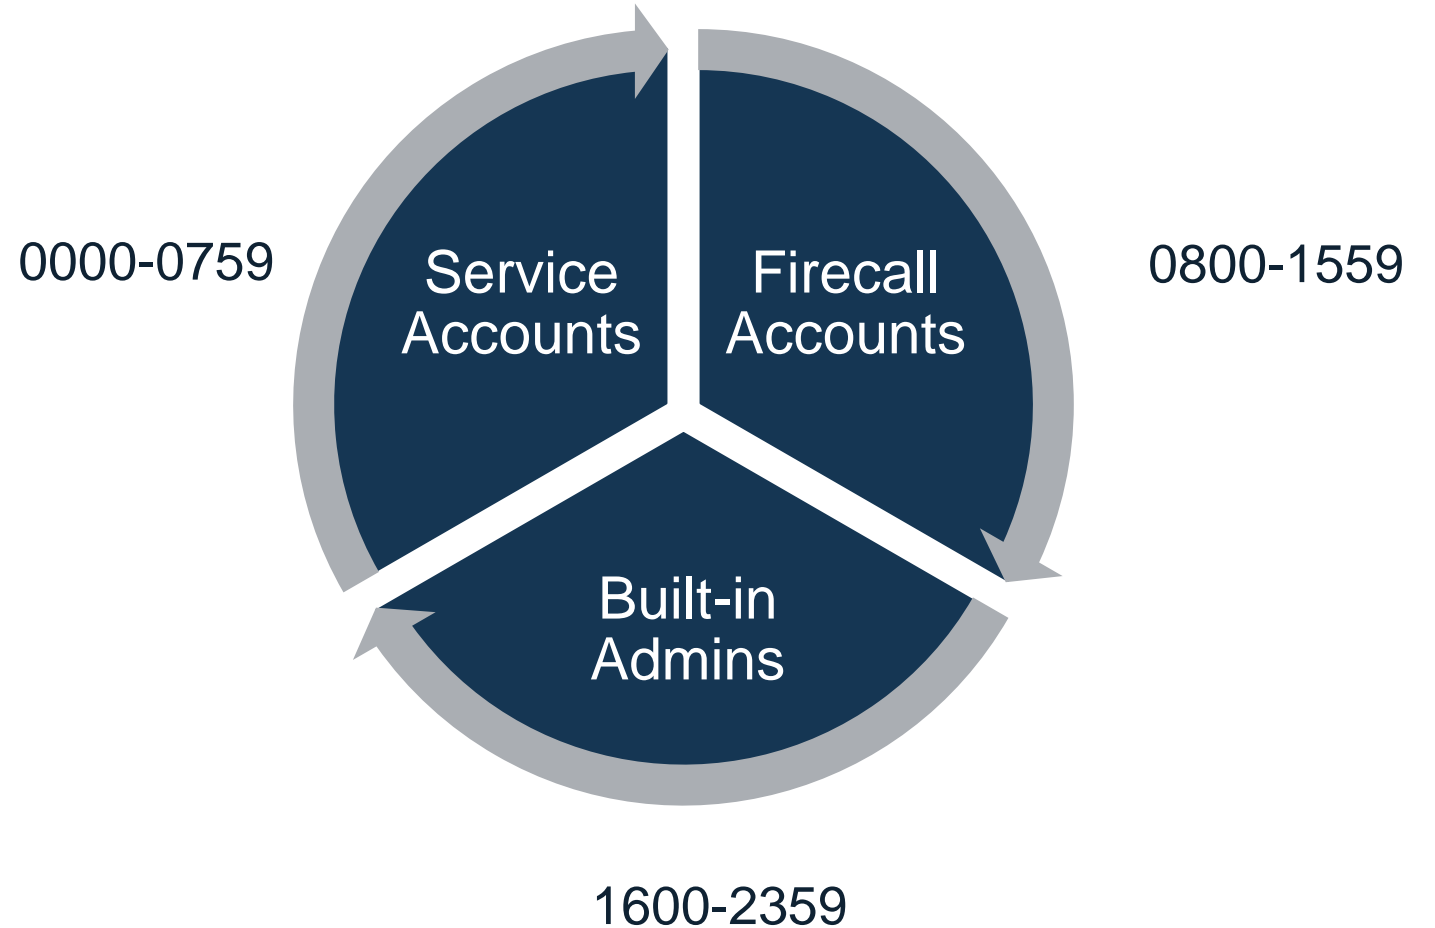 0000-0759
Service
Accounts
Firecall
Accounts
0800-1559
Built-in
Admins
1600-2359